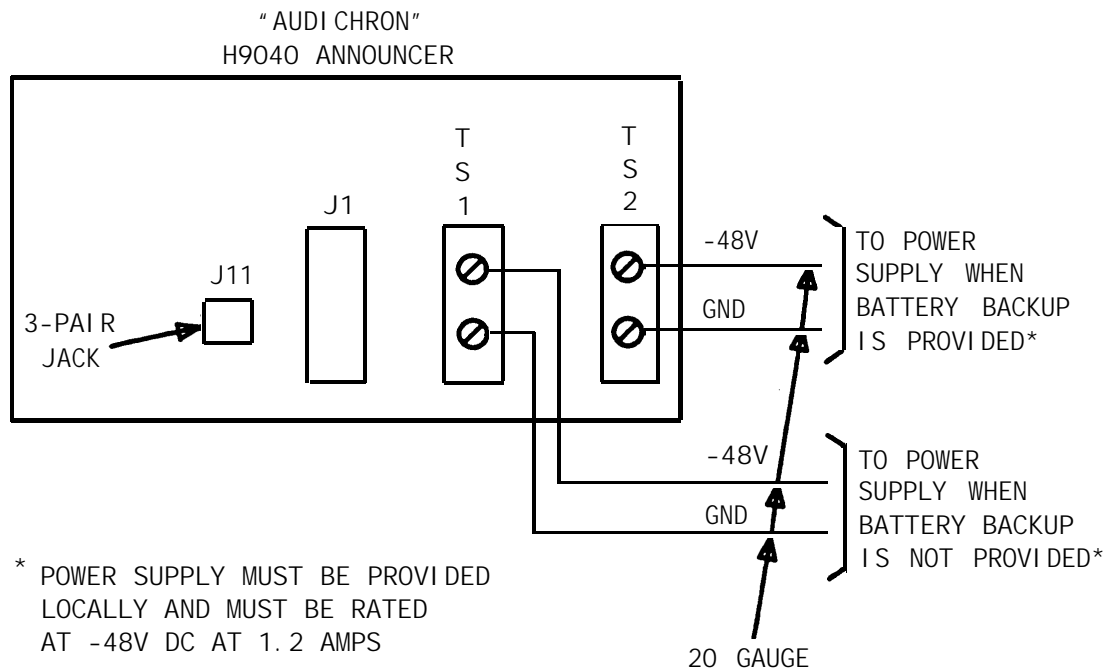 “AUDICHRON”
H9040 ANNOUNCER
T
S
1
T
S
2
J1
J11
3-PAIR
JACK
-48V
GND
TO POWER
SUPPLY WHEN
BATTERY BACKUP
IS PROVIDED*
-48V
GND
TO POWER
SUPPLY WHEN
BATTERY BACKUP
IS NOT PROVIDED*
* POWER SUPPLY MUST BE PROVIDED
LOCALLY AND MUST BE RATED
AT -48V DC AT 1.2 AMPS
20 GAUGE